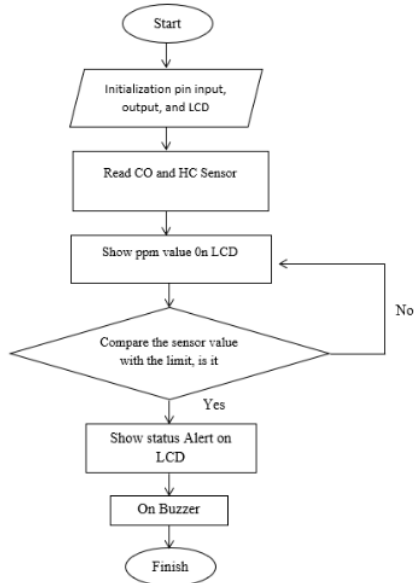 Start
Initialization pin input,
output, and LCD
Read CO and HC Sensor
Show ppm value 0n LCD
No
Compare the sensor value
with the limit, is it
Yes
Show status Alert on
LCD
On Buzzer
Finish